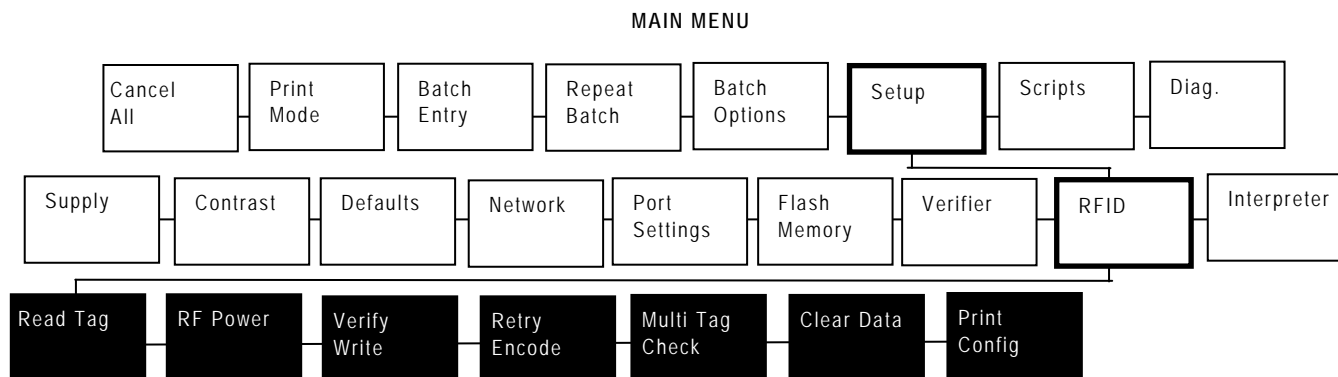 MAIN MENU
Cancel
All
Print
Mode
Batch
Entry
Repeat
Batch
Batch
Options
Setup
Scripts
Diag.
Supply
Contrast
Defaults
Network
Port
Settings
Flash
Memory
Verifier
RFID
Interpreter
Read Tag
RF Power
Verify
Write
Retry
Encode
Multi Tag
Check
Clear Data
Print
Config